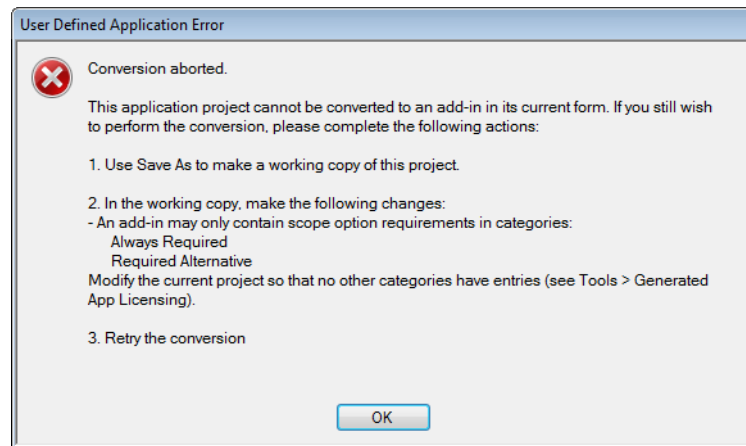 User Defined Application Error
Conversion aborted.
This application project cannot be converted to an add-in in its current form. If you still wish
to perform the conversion, please complete the following actions:
1. Use Save As to make a working copy of this project.
2. In the working copy, make the following changes:
- An add-in may only contain scope option requirements in categories:
Always Required
Required Alternative
Modify the current project so that no other categories have entries (see Tools > Generated
App Licensing).
3. Retry the conversion
OK